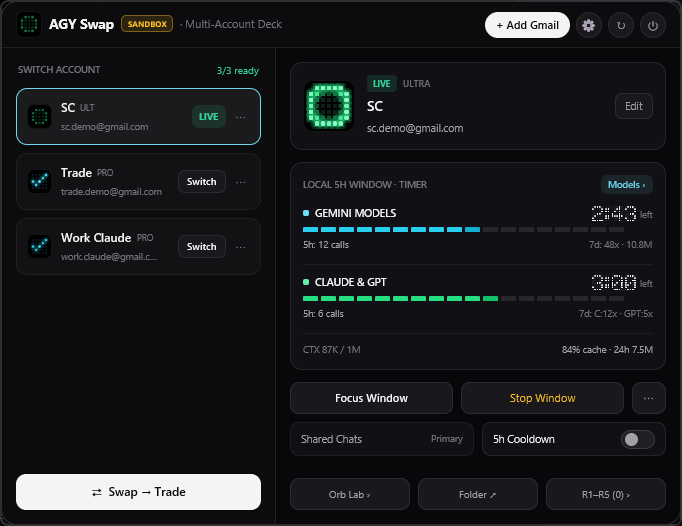 AGY Swap SANDBOX · Multi-Account Deck
+ Add Gmail
SWITCH ACCOUNT 3/3 ready
SC ULT
sc.demo@gmail.com
LIVE ...
Trade PRO
trade.demo@gmail.com
Switch ...
Work Claude PRO
work.claude@gmail.c...
Switch ...
⇄ Swap → Trade
LIVE ULTRA
SC
sc.demo@gmail.com
Edit
LOCAL 5H WINDOW · TIMER Models ›
GEMINI MODELS 2:43 left
5h: 12 calls 7d: 48x · 10.8M
CLAUDE & GPT 3:00 left
5h: 6 calls 7d: C:12x · GPT:5x
CTX 87K / 1M 84% cache · 24h 7.5M
Focus Window Stop Window ...
Shared Chats Primary 5h Cooldown
Orb Lab › Folder ↗ R1–R5 (0) ›